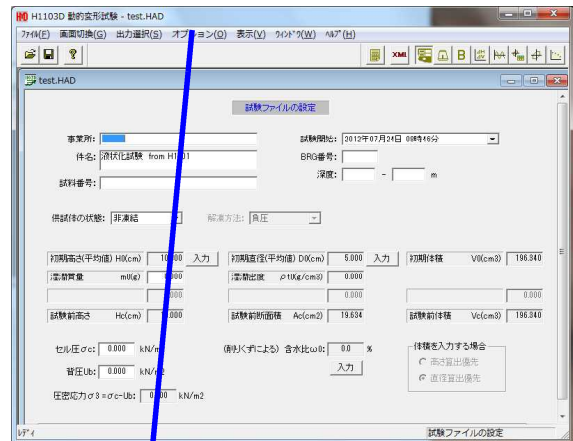 H1103D 動的変形試験 - test.HAD
ファイル(F) 画面切換(G) 出力選択(S) オプション(O) 表示(V) ウィンドウ(W) ヘルプ(H)
XML B
test.HAD
試験ファイルの設定
事業所:
試験開始: 2012年07月24日 08時46分
件名: 液状化試験 from H1 01
BRG番号:
試料番号:
深度: - m
供試体の状態: 非凍結
解凍方法: 負圧
初期高さ(平均値) H0(cm) 10.000 入力 初期直径(平均値) D0(cm) 5.000 入力 初期体積 V0(cm3) 196.340
湿潤質量 m0(g) 0.000 湿潤密度 ρt0(g/cm3) 0.000
0.000 0.000 0.000
試験前高さ Hc(cm) 000 試験前断面積 Ac(cm2) 19.634 試験前体積 Vc(cm3) 196.340
セル圧σc: 0.000 kN/m
(削りくずによる) 含水比ω0: 0.0 %
体積を入力する場合
背圧Ub: 0.000 kN/
入力
高さ算出優先
直径算出優先
圧密応力σ3 =σc-Ub: 0. 00 kN/m2
レディ
試験ファイルの設定